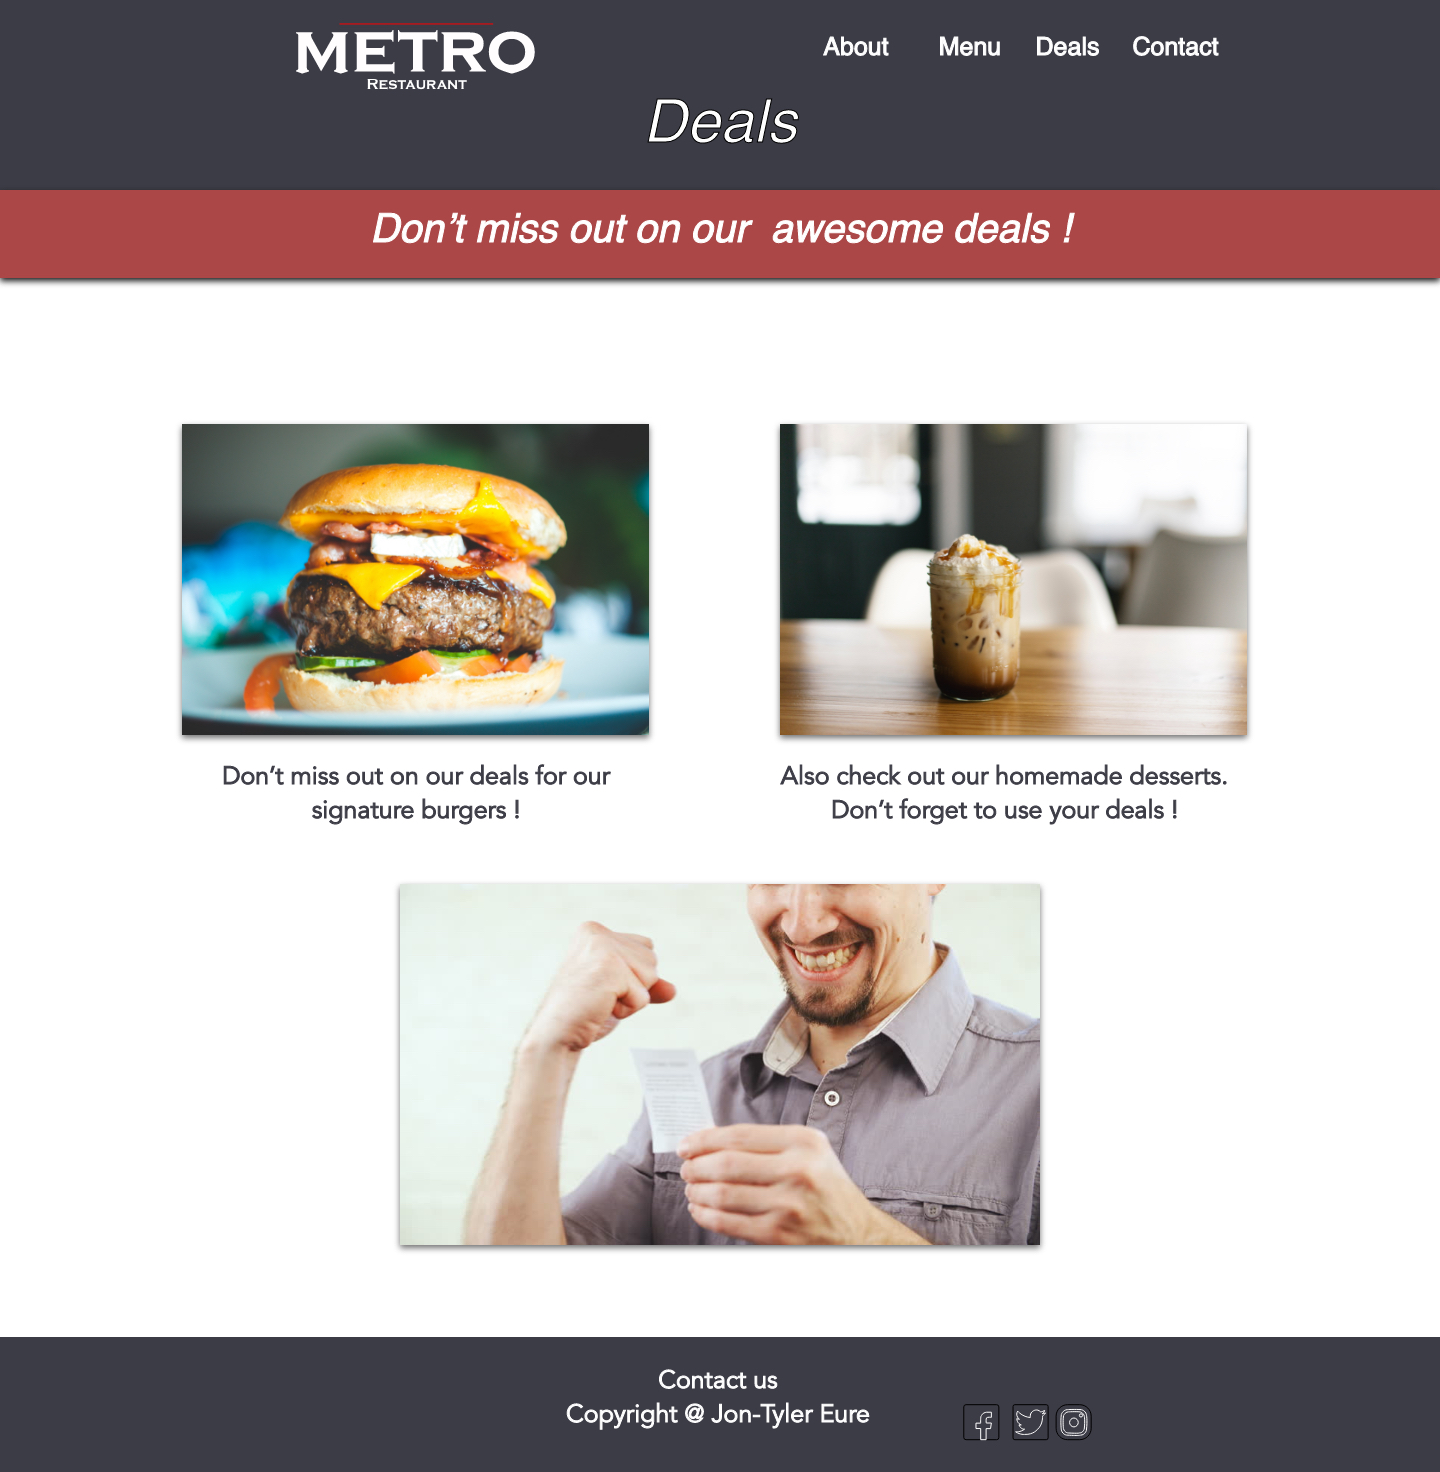 METRO
RESTAURANT
About Menu Deals Contact
Deals
Don’t miss out on our awesome deals !
Don’t miss out on our deals for our
signature burgers !
Also check out our homemade desserts.
Don’t forget to use your deals !
Contact us
Copyright @ Jon-Tyler Eure